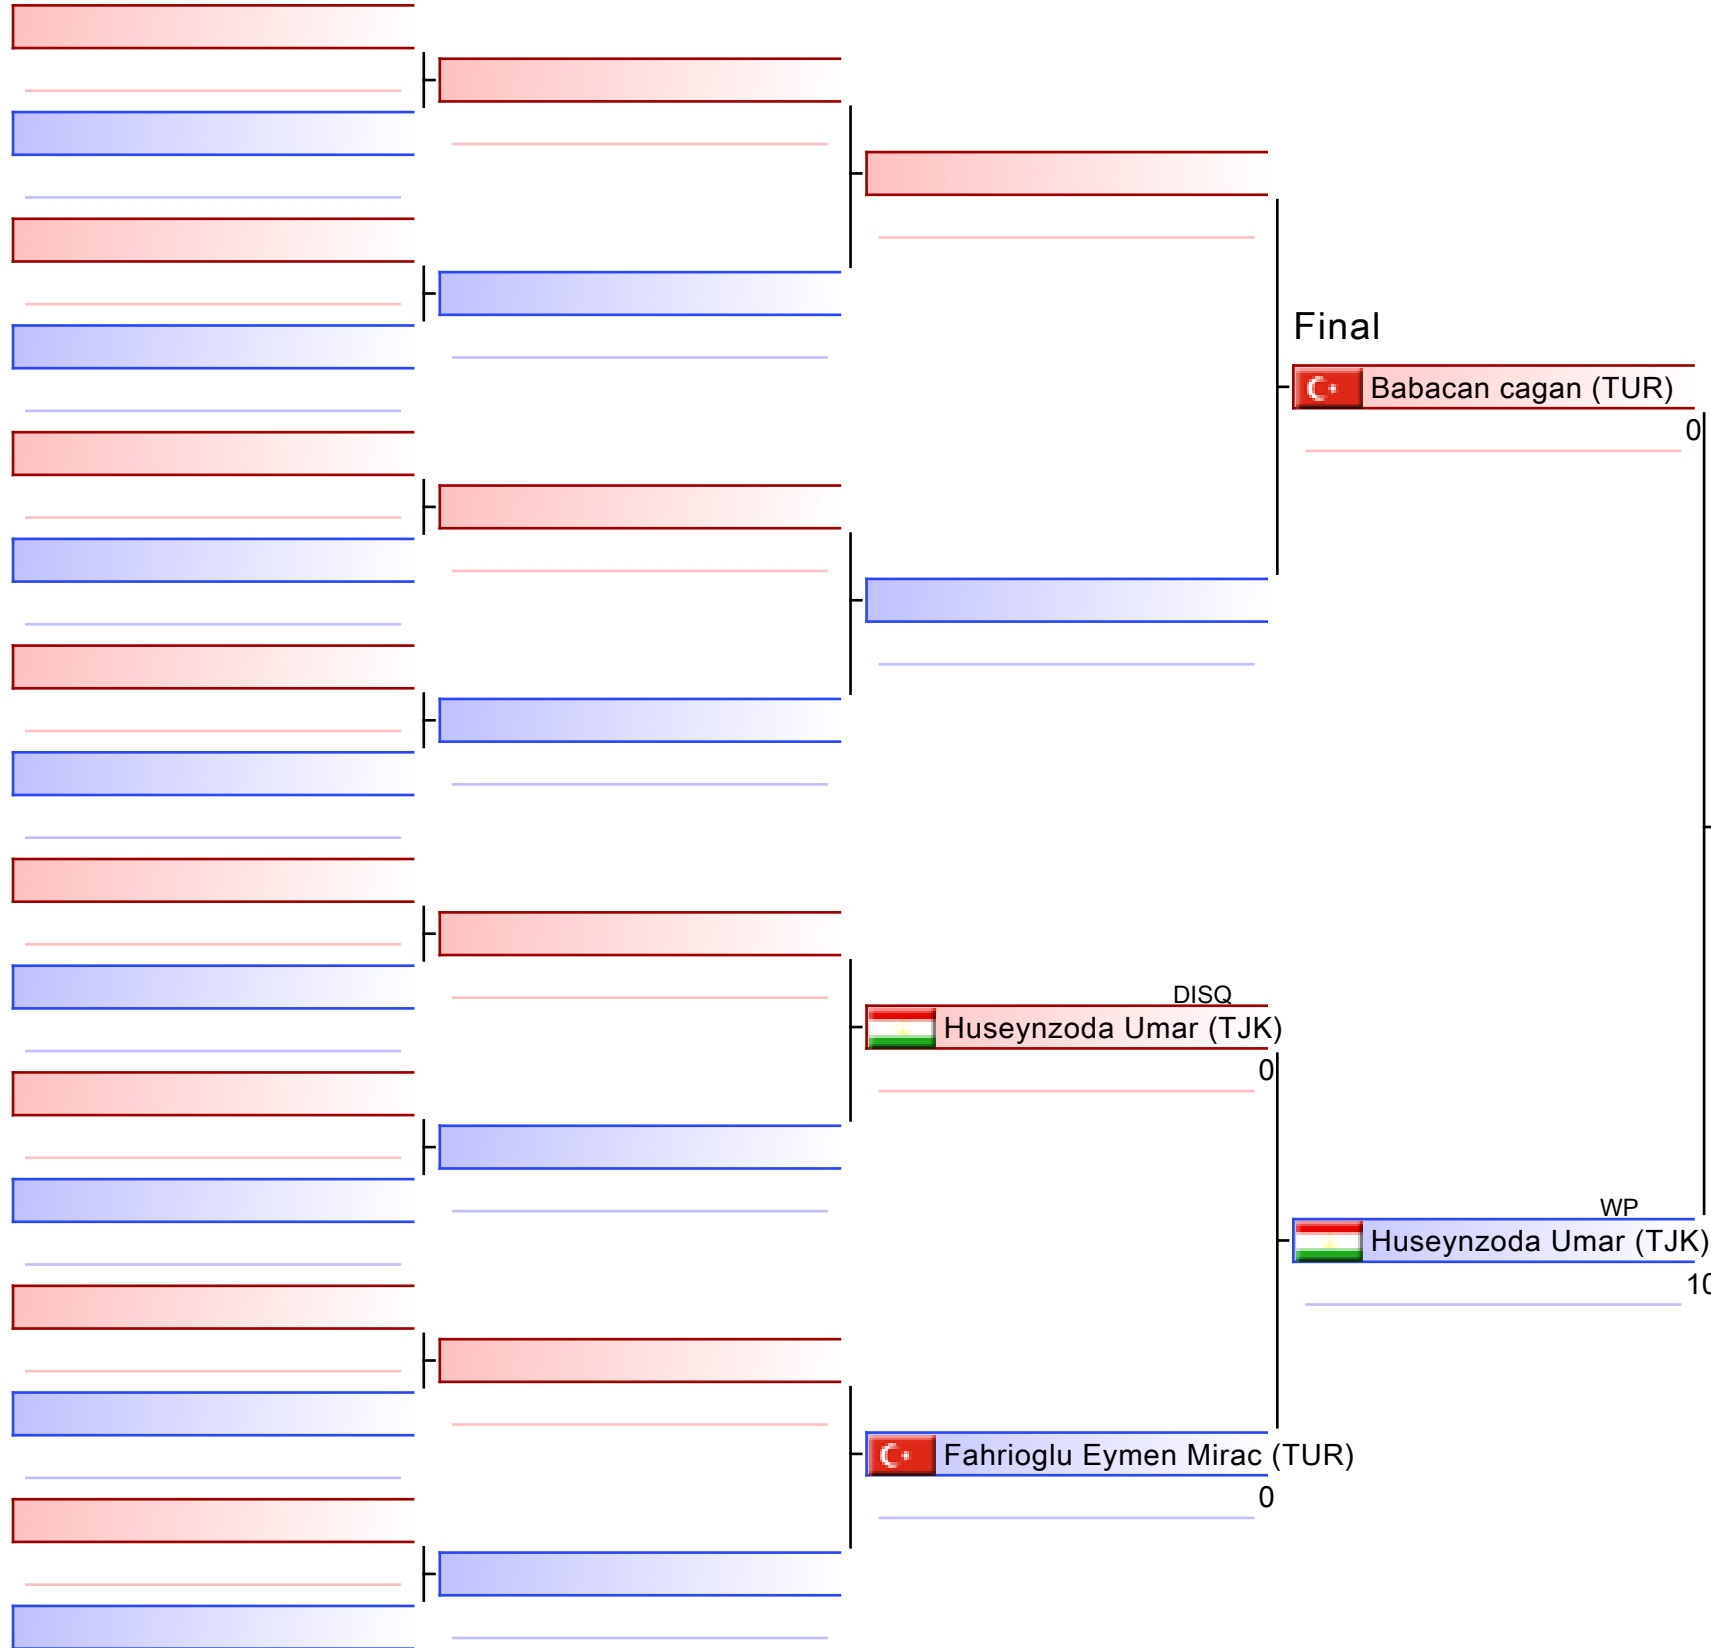 Final
Babacan cagan (TUR)
0
DISQ
Huseynzoda Umar (TJK)
0
WP
Huseynzoda Umar (TJK)
10
Fahrioglu Eymen Mirac (TUR)
0